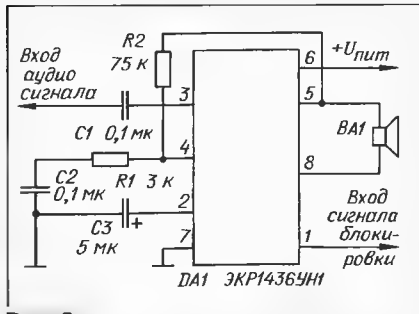 R2
75 к
Вход
аудио
сигнала
C1 0,1 мк
3
4
2
7
6
5
8
1
+Uпит
BA1
C2
0,1 мк
R1 3 к
C3
5 мк
+
Вход
сигнала
блоки-
ровки
DA1 ЭКР1436УН1